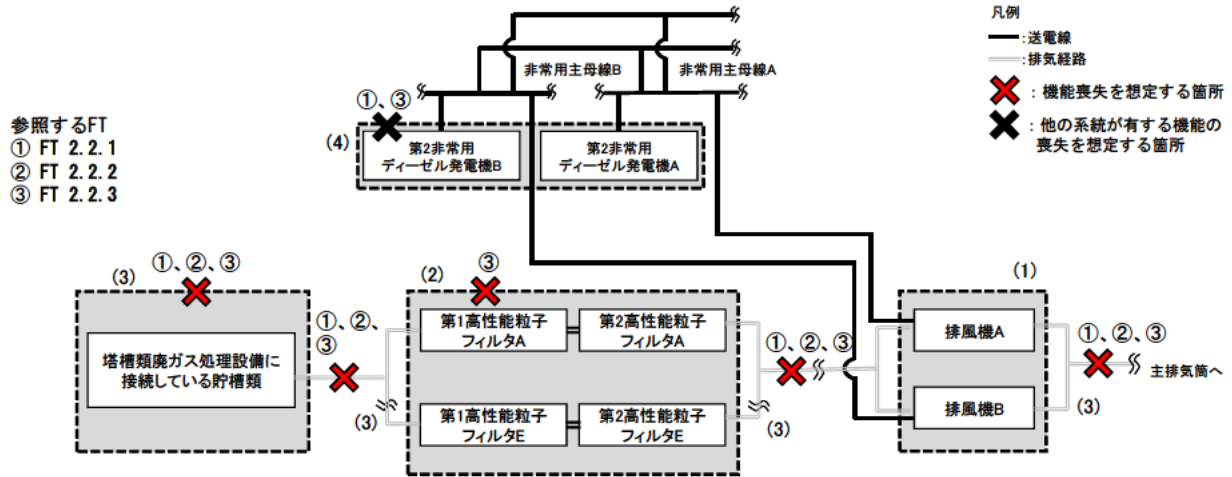 凡例
:送電線
:排気経路
: 機能喪失を想定する箇所
: 他の系統が有する機能の
喪失を想定する箇所
参照するFT
① FT 2.2.1
② FT 2.2.2
③ FT 2.2.3
非常用主母線B
非常用主母線A
①、③
(4)
第2非常用
ディーゼル発電機B
第2非常用
ディーゼル発電機A
(3)
①、②、③
塔槽類廃ガス処理設備に
接続している貯槽類
①、②、
③
(3)
(2)
③
第1高性能粒子
フィルタA
第2高性能粒子
フィルタA
第1高性能粒子
フィルタE
第2高性能粒子
フィルタE
①、②、③
(3)
(1)
排風機A
排風機B
①、②、③
主排気筒へ
(3)